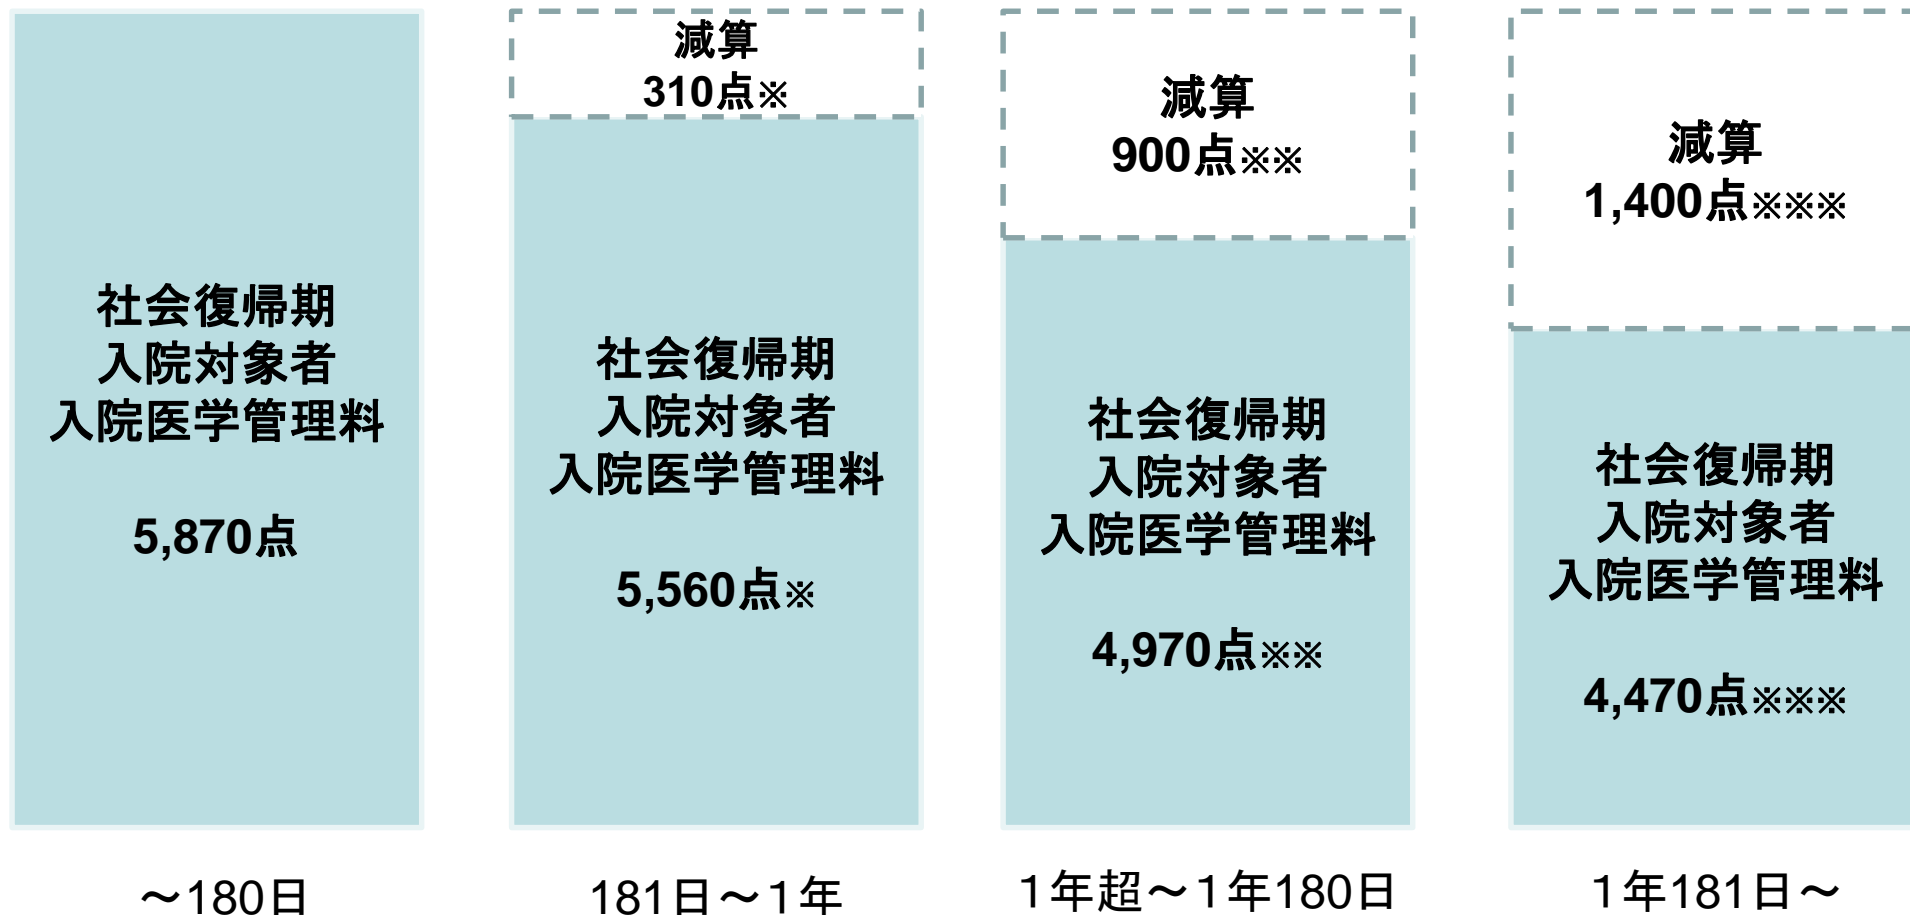 社会復帰期
入院対象者
入院医学管理料
5,870点
～180日
減算
310点※
社会復帰期
入院対象者
入院医学管理料
5,560点※
181日～１年
減算
900点※※
社会復帰期
入院対象者
入院医学管理料
4,970点※※
１年超～１年180日
減算
1,400点※※※
社会復帰期
入院対象者
入院医学管理料
4,470点※※※
１年181日～